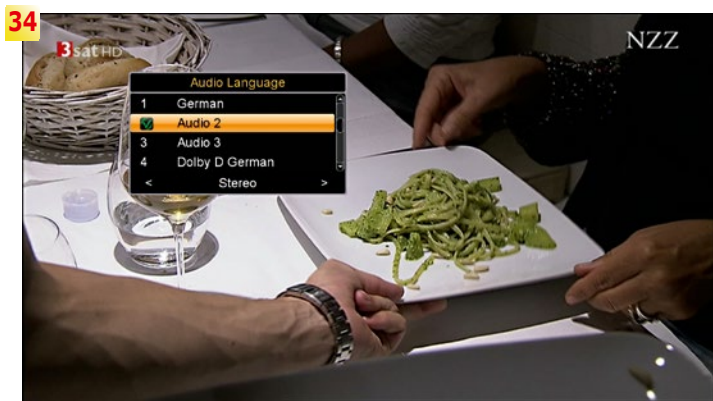 34
3sat HD
NZZ
Audio Language
1 German
Audio 2
3 Audio 3
4 Dolby D German
< Stereo >